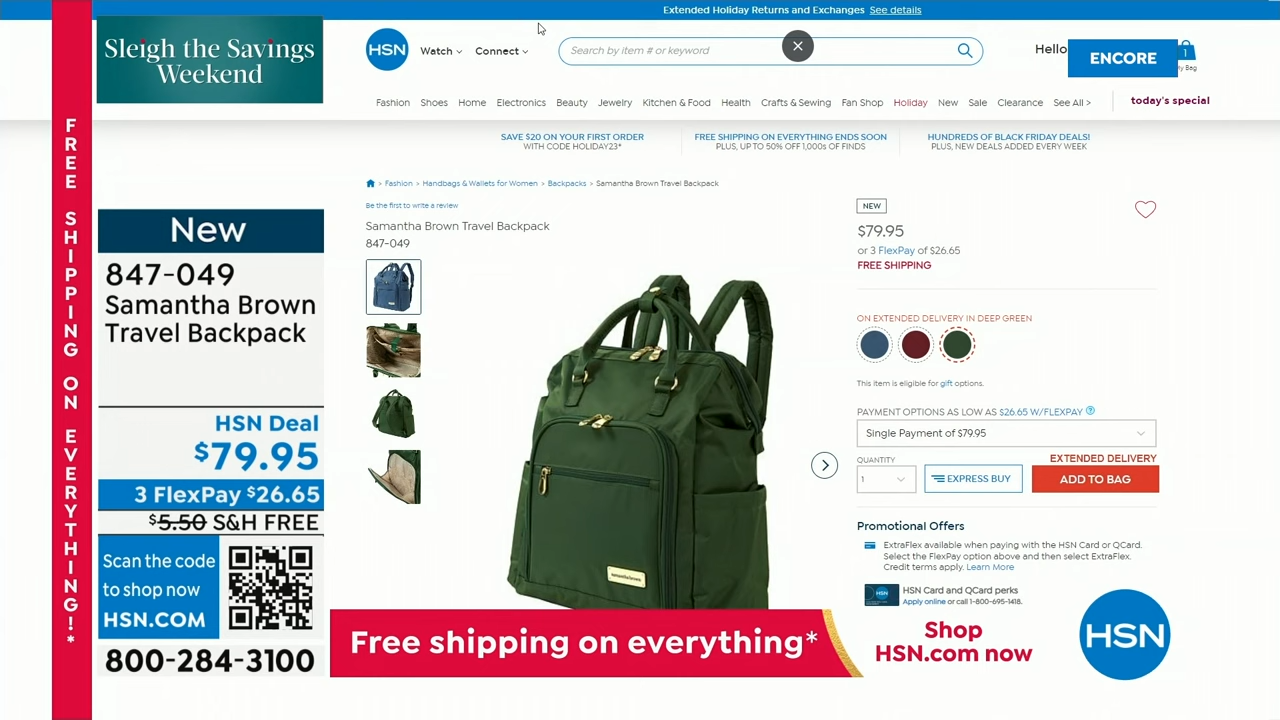 Extended Holiday Returns and Exchanges See details
Sleigh the Savings
Weekend
HSN
Watch
Connect
Search by item # or keyword
Hello
ENCORE
1
Bag
Fashion Shoes Home Electronics Beauty Jewelry Kitchen & Food Health Crafts & Sewing Fan Shop Holiday New Sale Clearance See All > today's special
SAVE $20 ON YOUR FIRST ORDER
WITH CODE HOLIDAY23*
FREE SHIPPING ON EVERYTHING ENDS SOON
PLUS, UP TO 50% OFF 1,000s OF FINDS
HUNDREDS OF BLACK FRIDAY DEALS!
PLUS, NEW DEALS ADDED EVERY WEEK
FREE SHIPPING ON EVERYTHING!*
> Fashion > Handbags & Wallets for Women > Backpacks > Samantha Brown Travel Backpack
Be the first to write a review
Samantha Brown Travel Backpack
847-049
New
847-049
Samantha Brown
Travel Backpack
HSN Deal
$79.95
3 FlexPay $26.65
$5.50 S&H FREE
Scan the code
to shop now
HSN.COM
800-284-3100
samantha brown
NEW
$79.95
or 3 FlexPay of $26.65
FREE SHIPPING
ON EXTENDED DELIVERY IN DEEP GREEN
This item is eligible for gift options.
PAYMENT OPTIONS AS LOW AS $26.65 W/FLEXPAY ?
Single Payment of $79.95
QUANTITY
EXTENDED DELIVERY
1
EXPRESS BUY
ADD TO BAG
Promotional Offers
ExtraFlex available when paying with the HSN Card or QCard.
Select the FlexPay option above and then select ExtraFlex.
Credit terms apply. Learn More
HSN
HSN Card and QCard perks
Apply online or call 1-800-695-1418.
Free shipping on everything*
Shop
HSN.com now
HSN